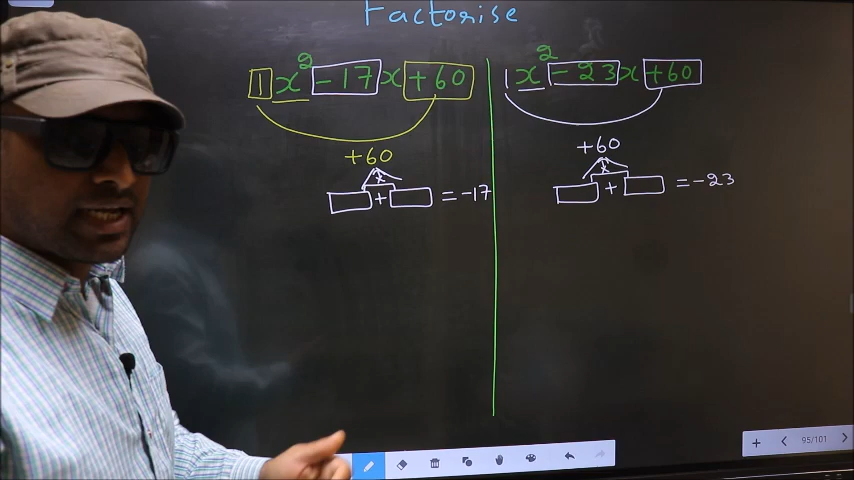 Factorise
1x² -17x +60
+60
x
+ = -17
1x² -23x +60
+60
x
+ = -23
95/101